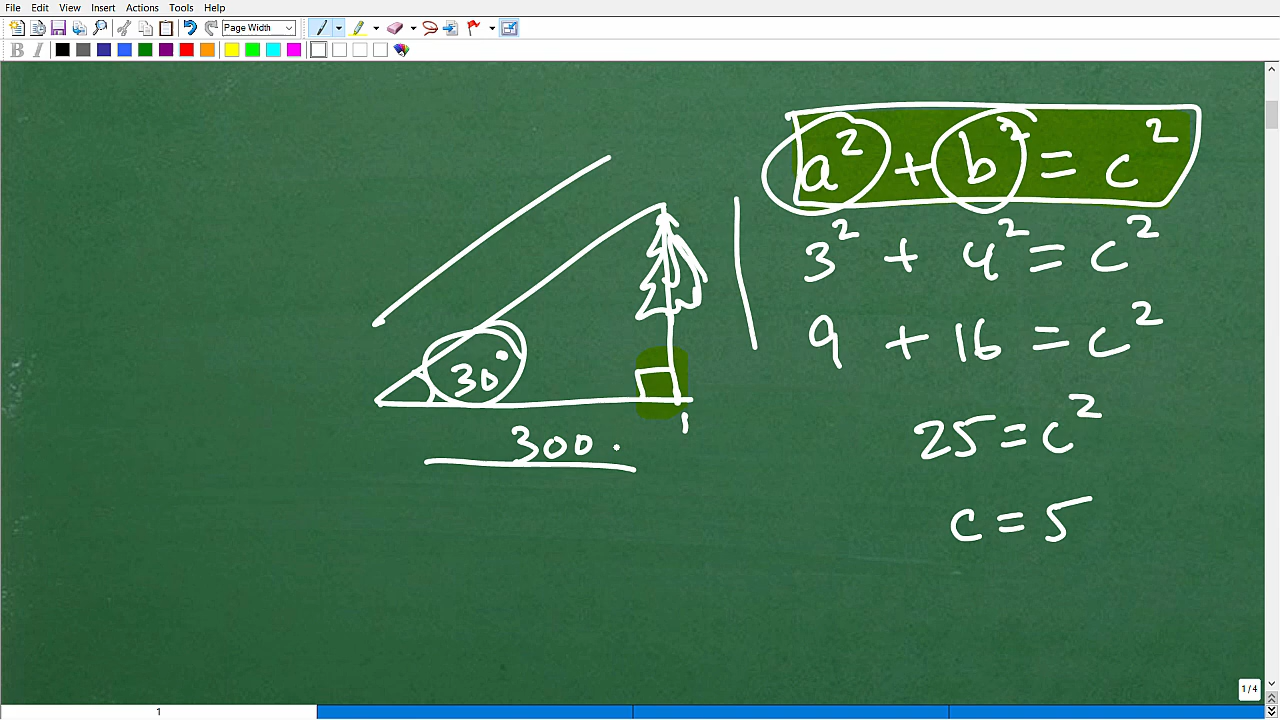 File Edit View Insert Actions Tools Help
Page Width
B I
a² + b² = c²
3² + 4² = c²
9 + 16 = c²
25 = c²
c = 5
30°
300
1/4
1